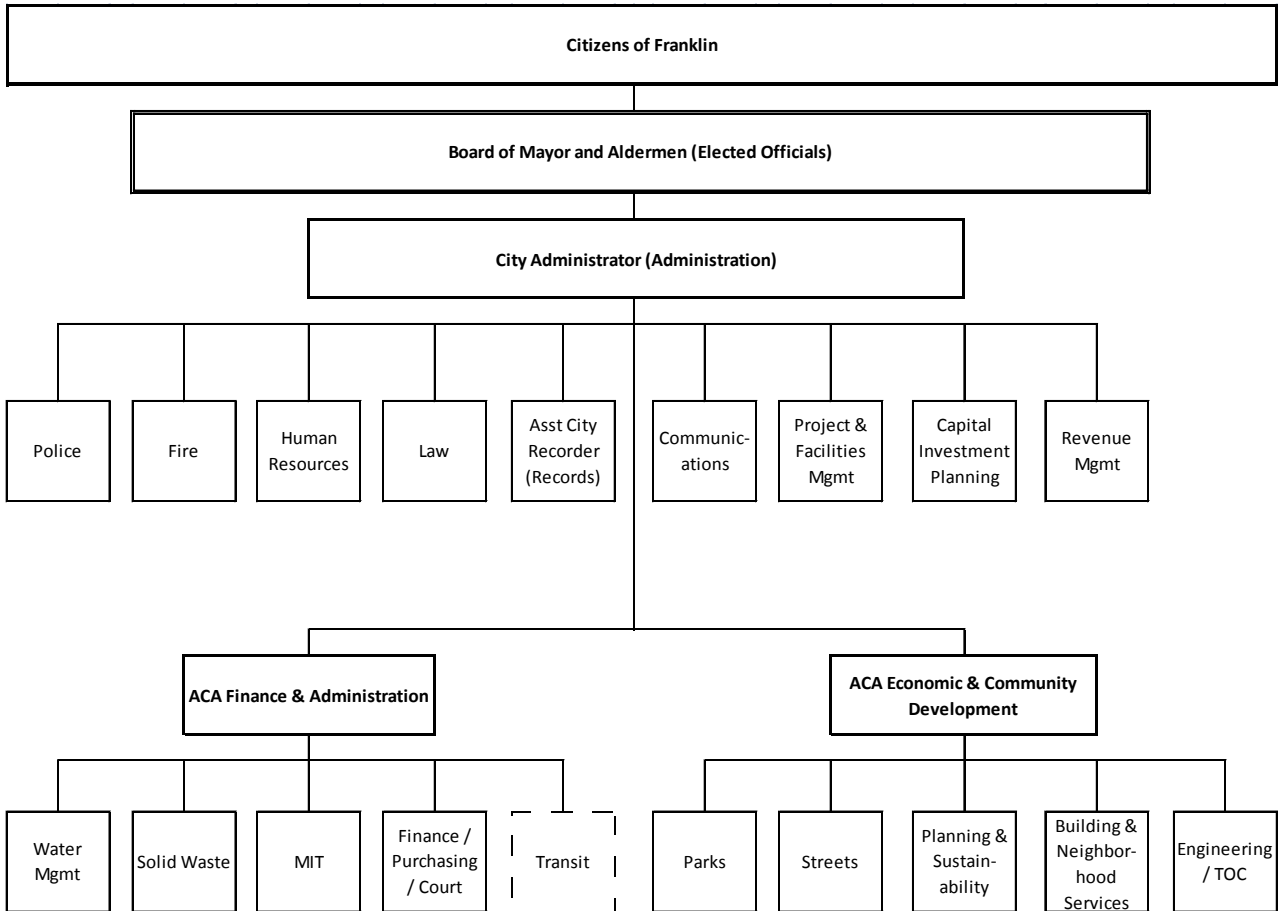 Citizens of Franklin
Board of Mayor and Aldermen (Elected Officials)
City Administrator (Administration)
Police
Fire
Human
Resources
Law
Asst City
Recorder
(Records)
Communic-
ations
Project &
Facilities
Mgmt
Capital
Investment
Planning
Revenue
Mgmt
ACA Finance & Administration
ACA Economic & Community
Development
Water
Mgmt
Solid Waste
MIT
Finance /
Purchasing
/ Court
Transit
Parks
Streets
Planning &
Sustain-
ability
Building &
Neighbor-
hood
Services
Engineering
/ TOC